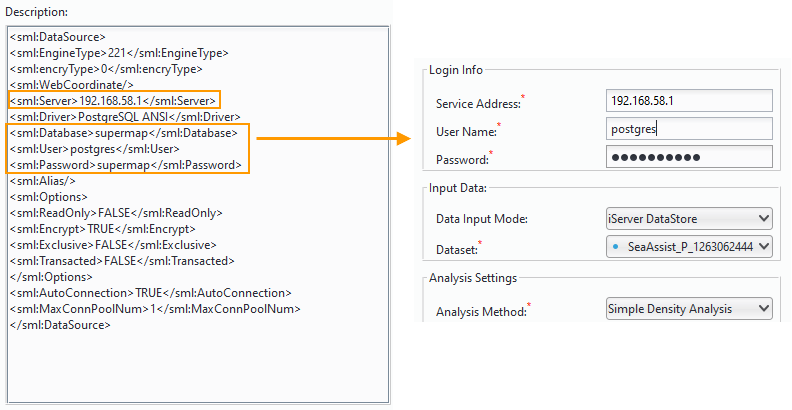 Description:
<sml:DataSource>
<sml:EngineType>221</sml:EngineType>
<sml:encryType>0</sml:encryType>
<sml:WebCoordinate/>
<sml:Server>192.168.58.1</sml:Server>
<sml:Driver>PostgreSQL ANSI</sml:Driver>
<sml:Database>supermap</sml:Database>
<sml:User>postgres</sml:User>
<sml:Password>supermap</sml:Password>
<sml:Alias/>
<sml:Options>
<sml:ReadOnly>FALSE</sml:ReadOnly>
<sml:Encrypt>TRUE</sml:Encrypt>
<sml:Exclusive>FALSE</sml:Exclusive>
<sml:Transacted>FALSE</sml:Transacted>
</sml:Options>
<sml:AutoConnection>TRUE</sml:AutoConnection>
<sml:MaxConnPoolNum>1</sml:MaxConnPoolNum>
</sml:DataSource>
Login Info
Service Address:* 192.168.58.1
User Name:* postgres
Password:* ●●●●●●●●●●
Input Data:
Data Input Mode: iServer DataStore
Dataset:* SeaAssist_P_1263062444
Analysis Settings
Analysis Method:* Simple Density Analysis